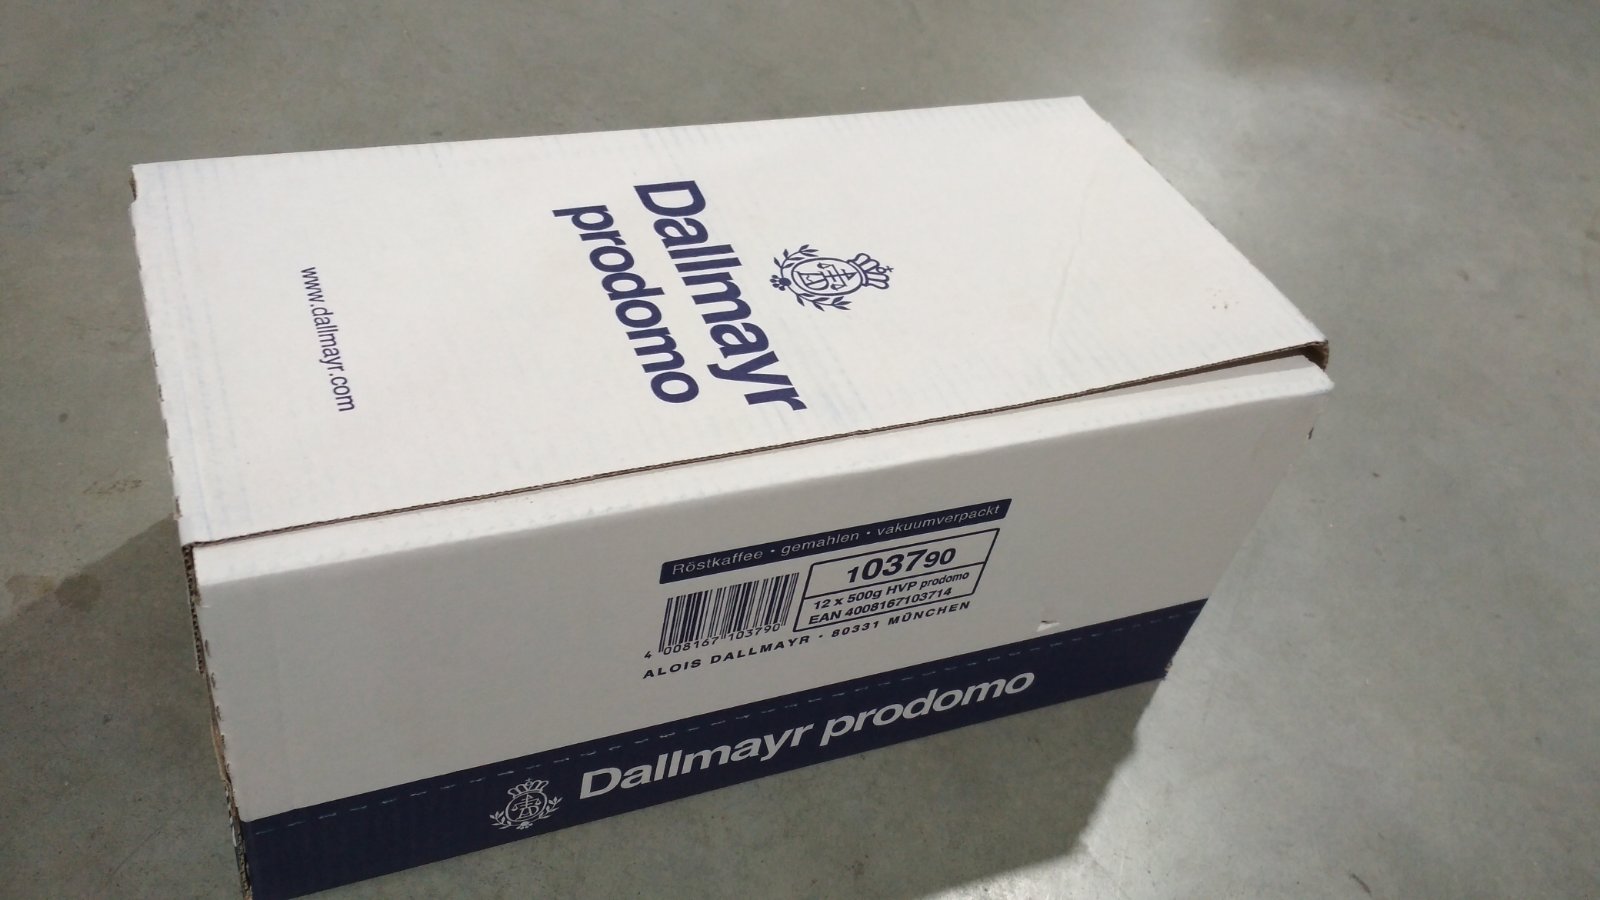 Dallmayr
prodomo
www.dallmayr.com
Röstkaffee · gemahlen · vakuumverpackt
4 008167 103790
103790
12 x 500g HVP prodomo
EAN 4008167103714
ALOIS DALLMAYR · 80331 MÜNCHEN
Dallmayr prodomo